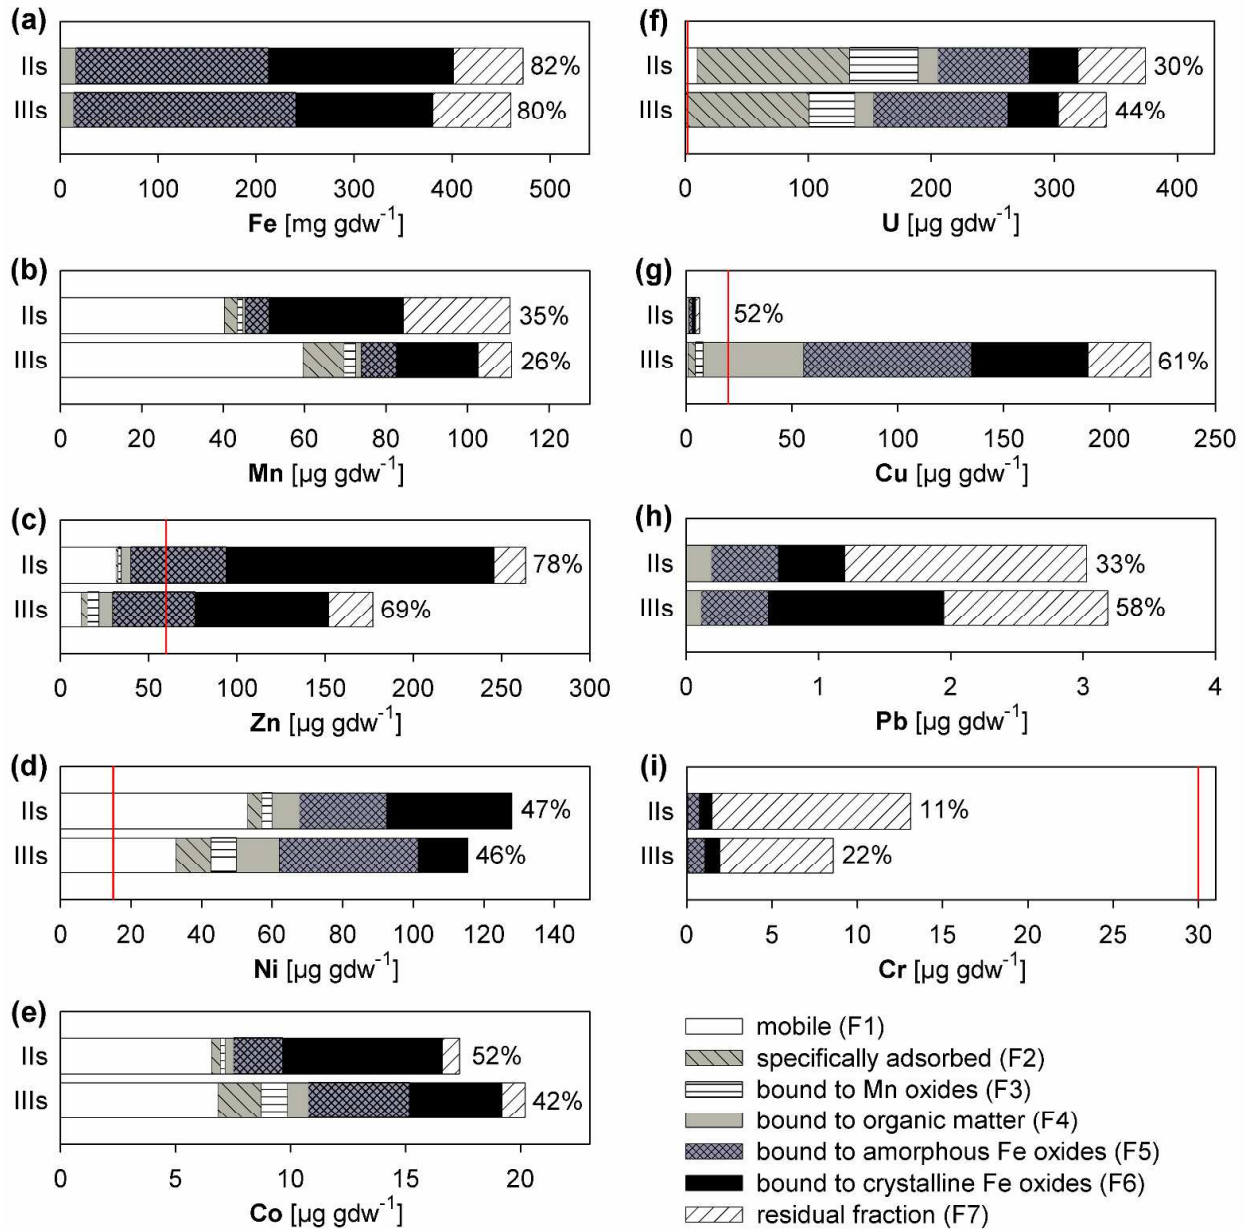 (a)
IIs
82%
IIIs
80%
0 100 200 300 400 500
Fe [mg gdw⁻¹]
(b)
IIs
35%
IIIs
26%
0 20 40 60 80 100 120
Mn [µg gdw⁻¹]
(c)
IIs
78%
IIIs
69%
0 50 100 150 200 250 300
Zn [µg gdw⁻¹]
(d)
IIs
47%
IIIs
46%
0 20 40 60 80 100 120 140
Ni [µg gdw⁻¹]
(e)
IIs
52%
IIIs
42%
0 5 10 15 20
Co [µg gdw⁻¹]
(f)
IIs
30%
IIIs
44%
0 100 200 300 400
U [µg gdw⁻¹]
(g)
IIs
52%
IIIs
61%
0 50 100 150 200 250
Cu [µg gdw⁻¹]
(h)
IIs
33%
IIIs
58%
0 1 2 3 4
Pb [µg gdw⁻¹]
(i)
IIs
11%
IIIs
22%
0 5 10 15 20 25 30
Cr [µg gdw⁻¹]
mobile (F1)
specifically adsorbed (F2)
bound to Mn oxides (F3)
bound to organic matter (F4)
bound to amorphous Fe oxides (F5)
bound to crystalline Fe oxides (F6)
residual fraction (F7)